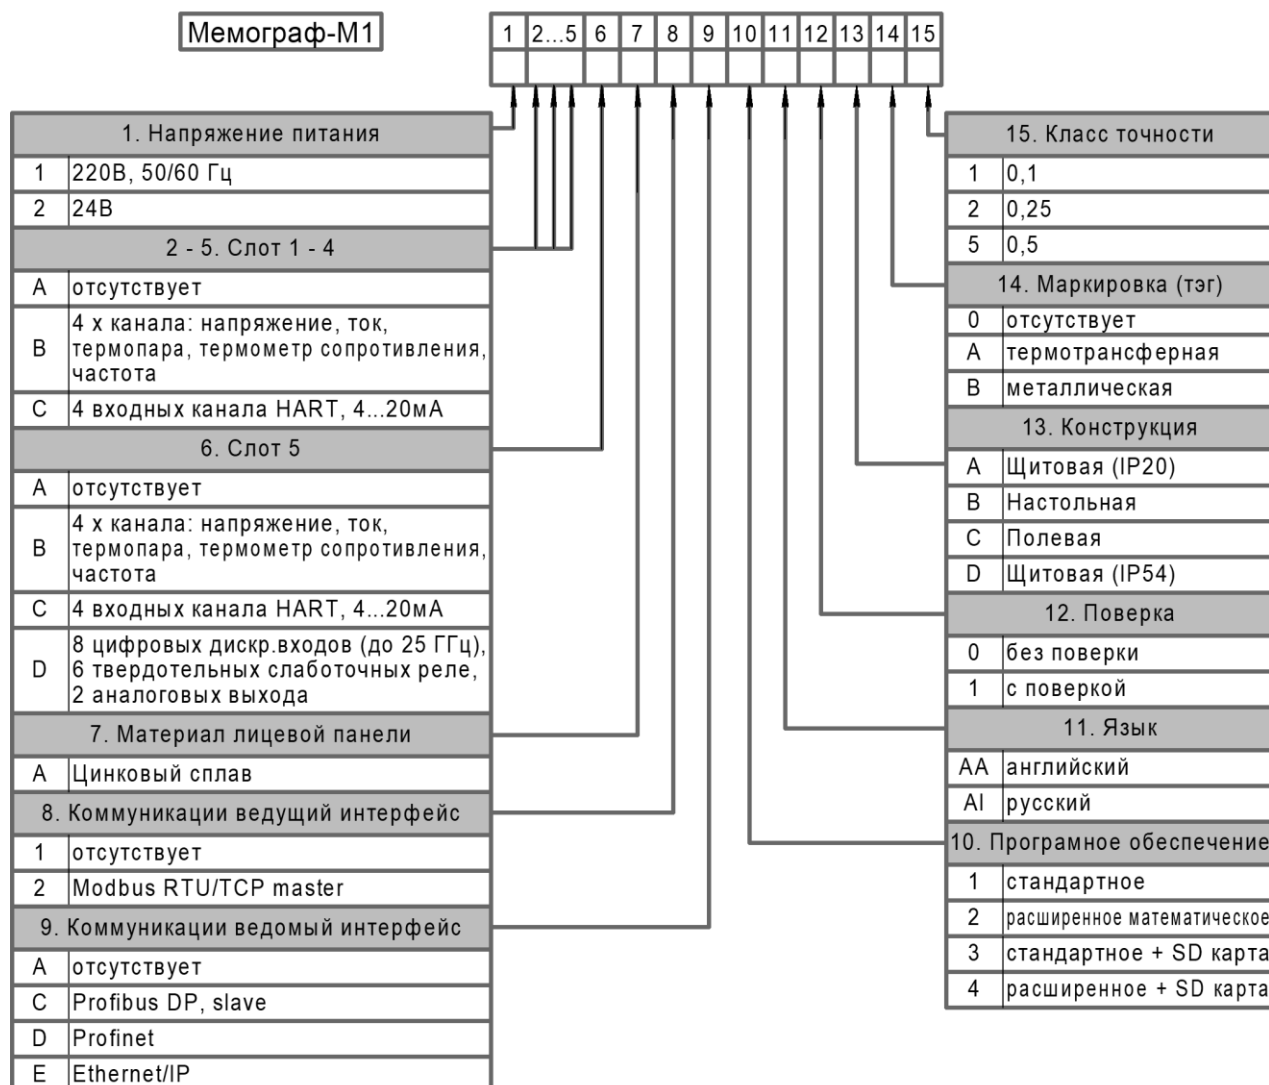 Мемограф-М1
1 2...5 6 7 8 9 10 11 12 13 14 15
1. Напряжение питания
1 220В, 50/60 Гц
2 24В
2 - 5. Слот 1 - 4
A отсутствует
B 4 х канала: напряжение, ток,
термопара, термометр сопротивления,
частота
C 4 входных канала HART, 4...20мА
6. Слот 5
A отсутствует
B 4 х канала: напряжение, ток,
термопара, термометр сопротивления,
частота
C 4 входных канала HART, 4...20мА
D 8 цифровых дискр.входов (до 25 ГГц),
6 твердотельных слаботочных реле,
2 аналоговых выхода
7. Материал лицевой панели
A Цинковый сплав
8. Коммуникации ведущий интерфейс
1 отсутствует
2 Modbus RTU/TCP master
9. Коммуникации ведомый интерфейс
A отсутствует
C Profibus DP, slave
D Profinet
E Ethernet/IP
15. Класс точности
1 0,1
2 0,25
5 0,5
14. Маркировка (тэг)
0 отсутствует
A термотрансферная
B металлическая
13. Конструкция
A Щитовая (IP20)
B Настольная
C Полевая
D Щитовая (IP54)
12. Поверка
0 без поверки
1 с поверкой
11. Язык
AA английский
AI русский
10. Програмное обеспечение
1 стандартное
2 расширенное математическое
3 стандартное + SD карта
4 расширенное + SD карта